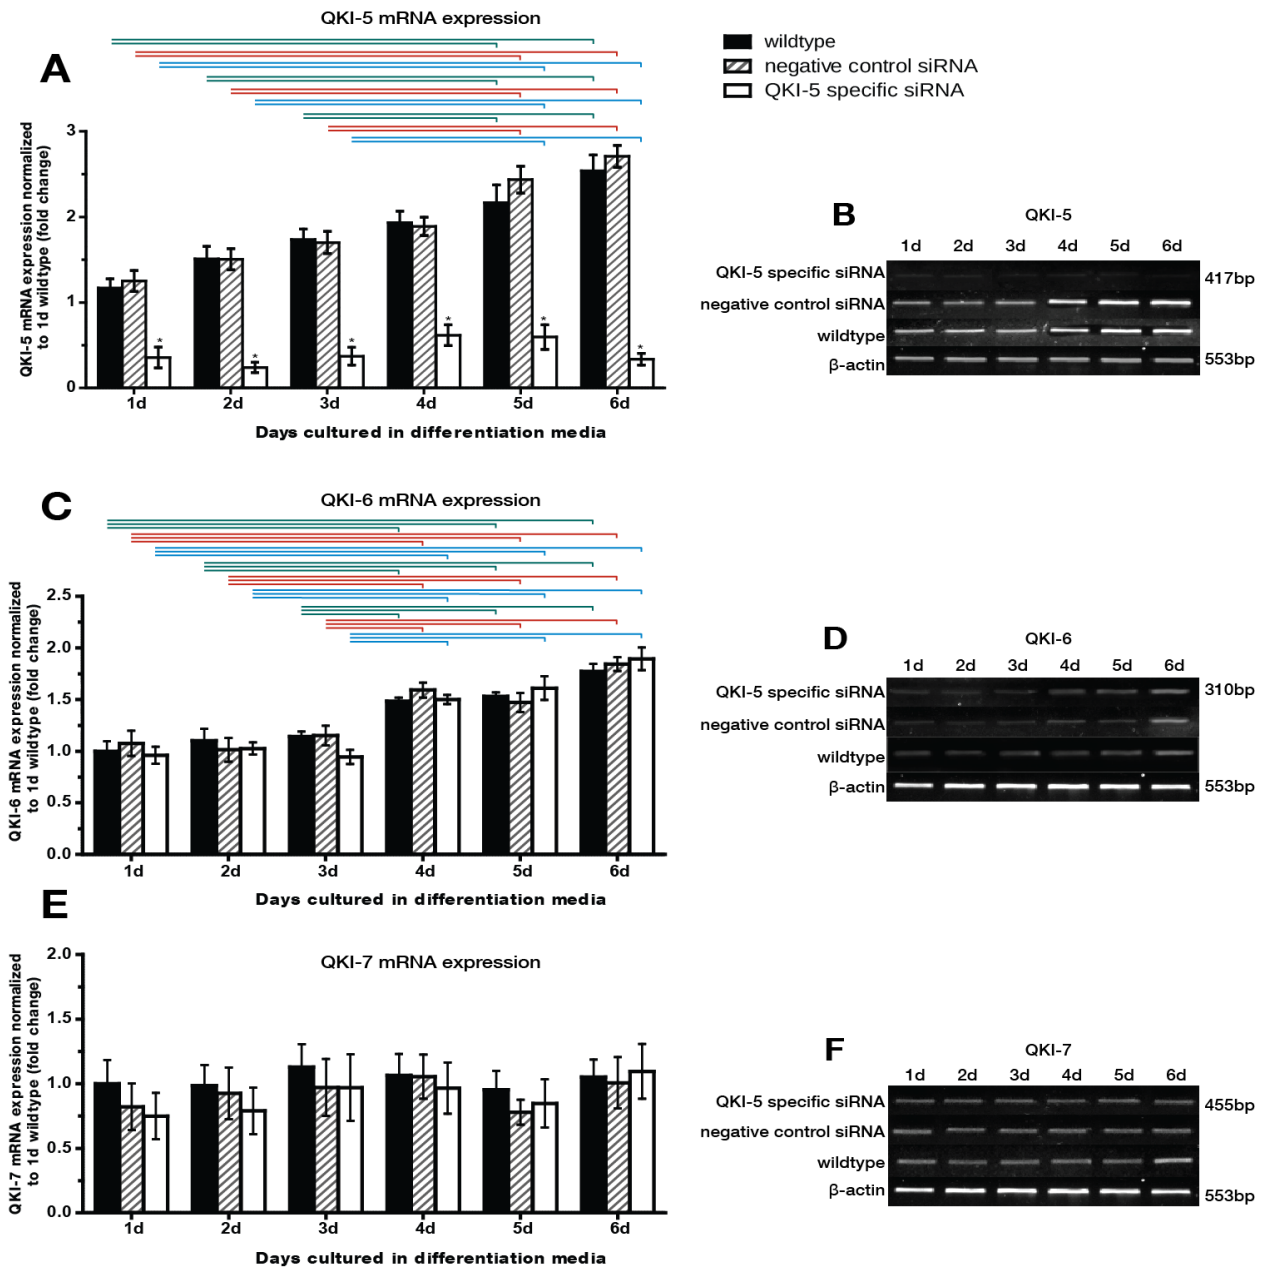 QKI-5 mRNA expression
A
wildtype
negative control siRNA
QKI-5 specific siRNA
QKI-5 mRNA expression normalized
to 1d wildtype (fold change)
3
2
1
0
* * * * * *
1d 2d 3d 4d 5d 6d
Days cultured in differentiation media
B
QKI-5
1d 2d 3d 4d 5d 6d
QKI-5 specific siRNA 417bp
negative control siRNA
wildtype
β-actin 553bp
C
QKI-6 mRNA expression
QKI-6 mRNA expression normalized
to 1d wildtype (fold change)
2.5
2.0
1.5
1.0
0.5
0.0
1d 2d 3d 4d 5d 6d
Days cultured in differentiation media
D
QKI-6
1d 2d 3d 4d 5d 6d
QKI-5 specific siRNA 310bp
negative control siRNA
wildtype
β-actin 553bp
E
QKI-7 mRNA expression
QKI-7 mRNA expression normalized
to 1d wildtype (fold change)
2.0
1.5
1.0
0.5
0.0
1d 2d 3d 4d 5d 6d
Days cultured in differentiation media
F
QKI-7
1d 2d 3d 4d 5d 6d
QKI-5 specific siRNA 455bp
negative control siRNA
wildtype
β-actin 553bp